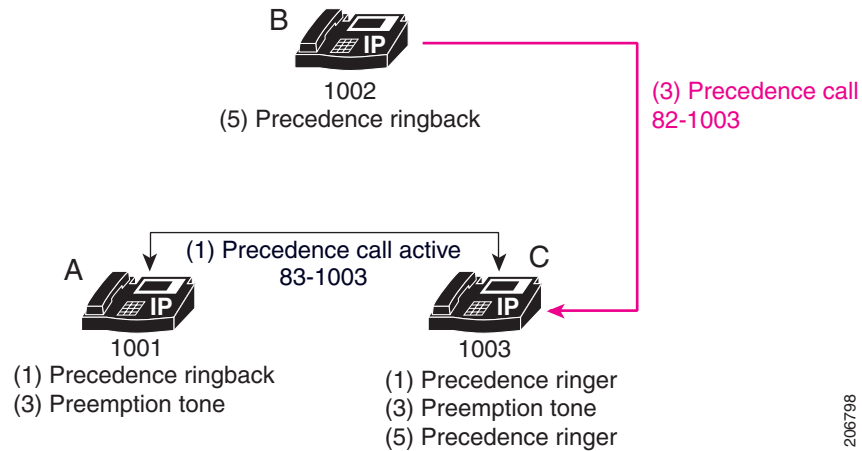 B
IP
1002
(5) Precedence ringback
(3) Precedence call
82-1003
(1) Precedence call active
83-1003
A
IP
1001
(1) Precedence ringback
(3) Preemption tone
C
IP
1003
(1) Precedence ringer
(3) Preemption tone
(5) Precedence ringer
206798